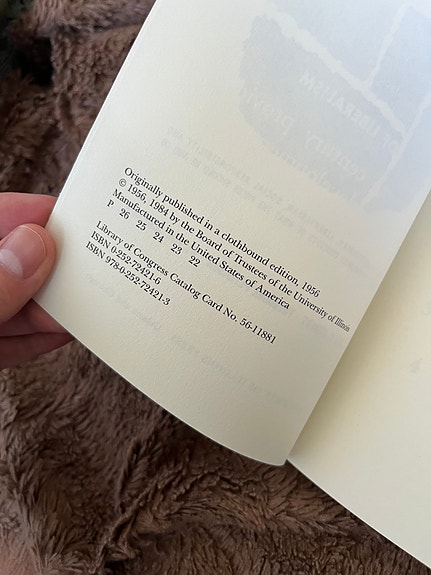 Originally published in a clothbound edition, 1956
© 1956, 1984 by the Board of Trustees of the University of Illinois
Manufactured in the United States of America
P 26 25 24 23 22
Library of Congress Catalog Card No. 56-11881
ISBN 0-252-72421-6
ISBN 978-0-252-72421-3